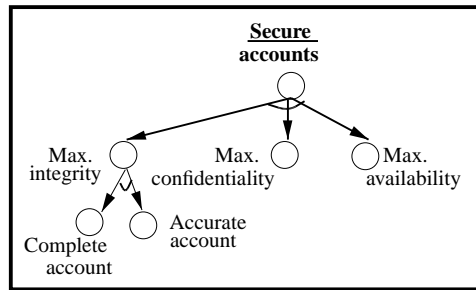 Secure
accounts
Max.
integrity
Max.
confidentiality
Max.
availability
Complete
account
Accurate
account